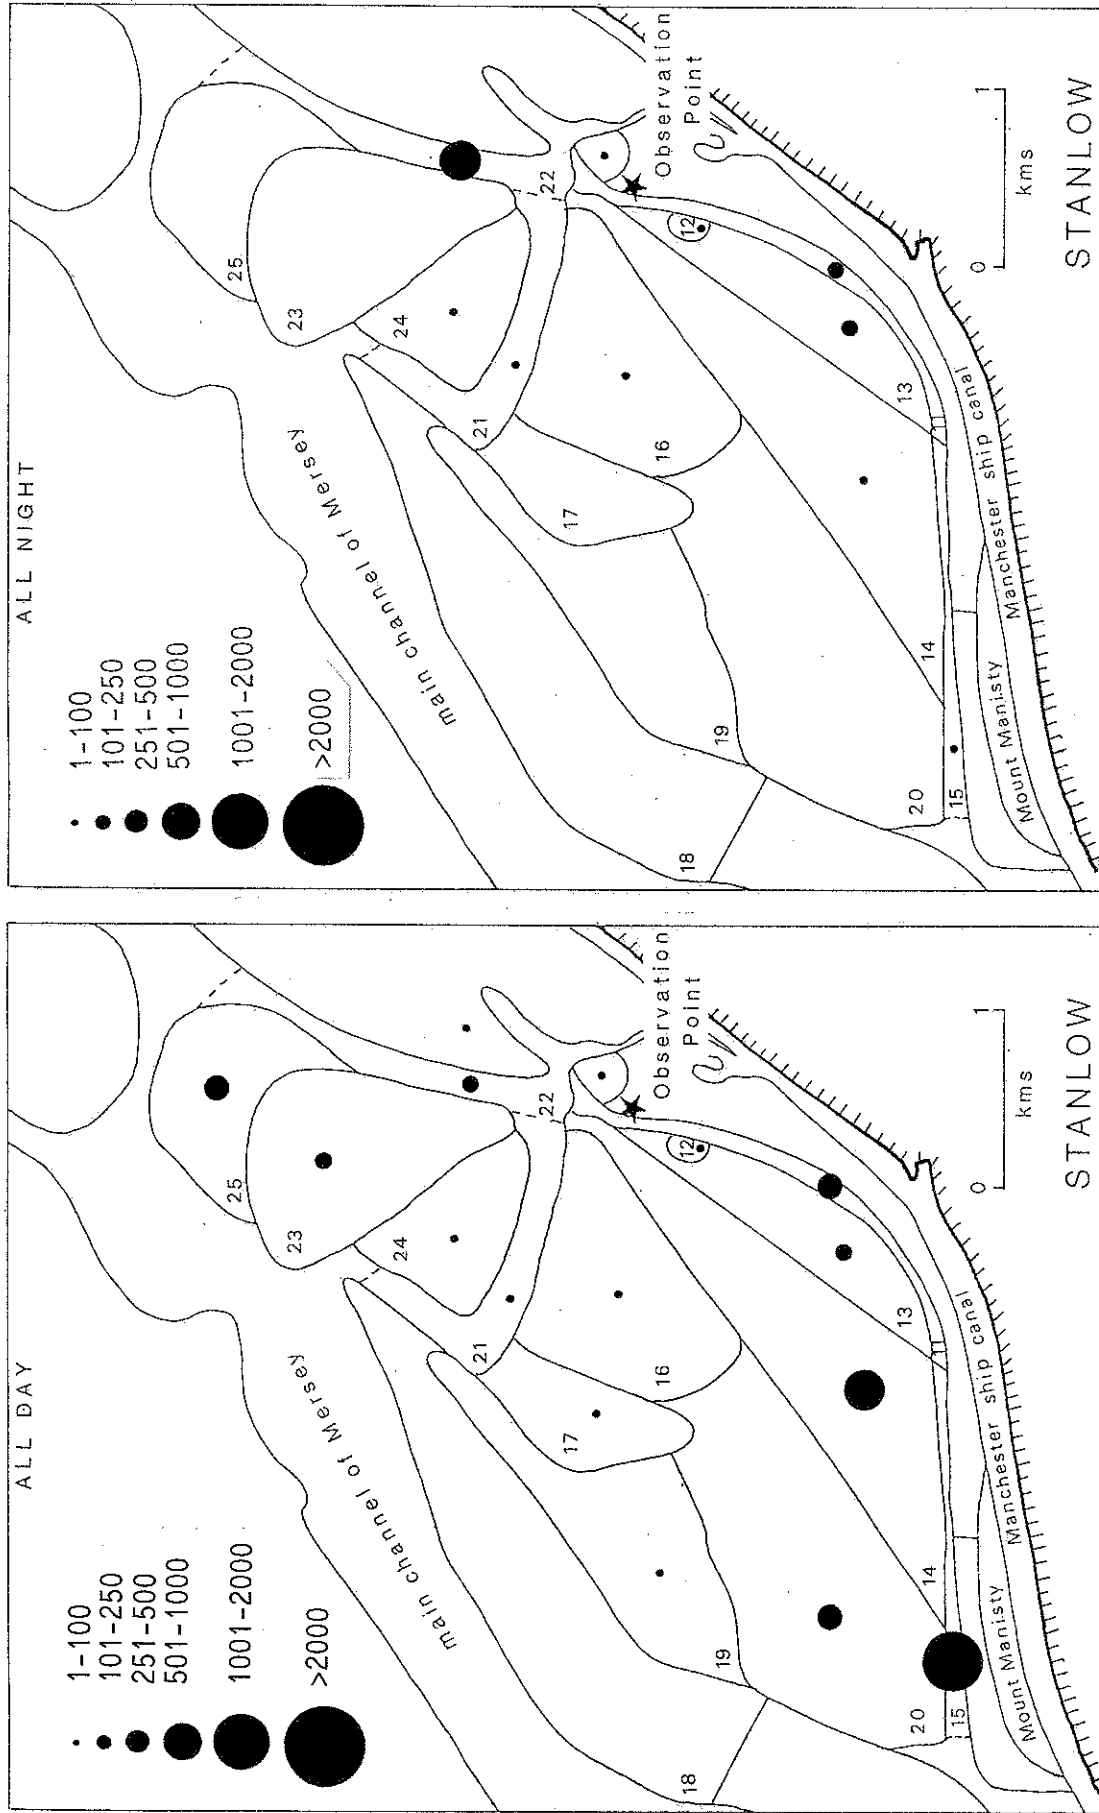 ALL DAY
1-100
101-250
251-500
501-1000
1001-2000
>2000
main channel of Mersey
25
23
24
22
21
17
16
12
13
11
14
19
18
20
15
Observation
Point
Manchester ship canal
Mount Manisty
0 1
kms
STANLOW
ALL NIGHT
1-100
101-250
251-500
501-1000
1001-2000
>2000
main channel of Mersey
25
23
24
22
21
17
16
12
13
11
14
19
18
20
15
Observation
Point
Manchester ship canal
Mount Manisty
0 1
kms
STANLOW